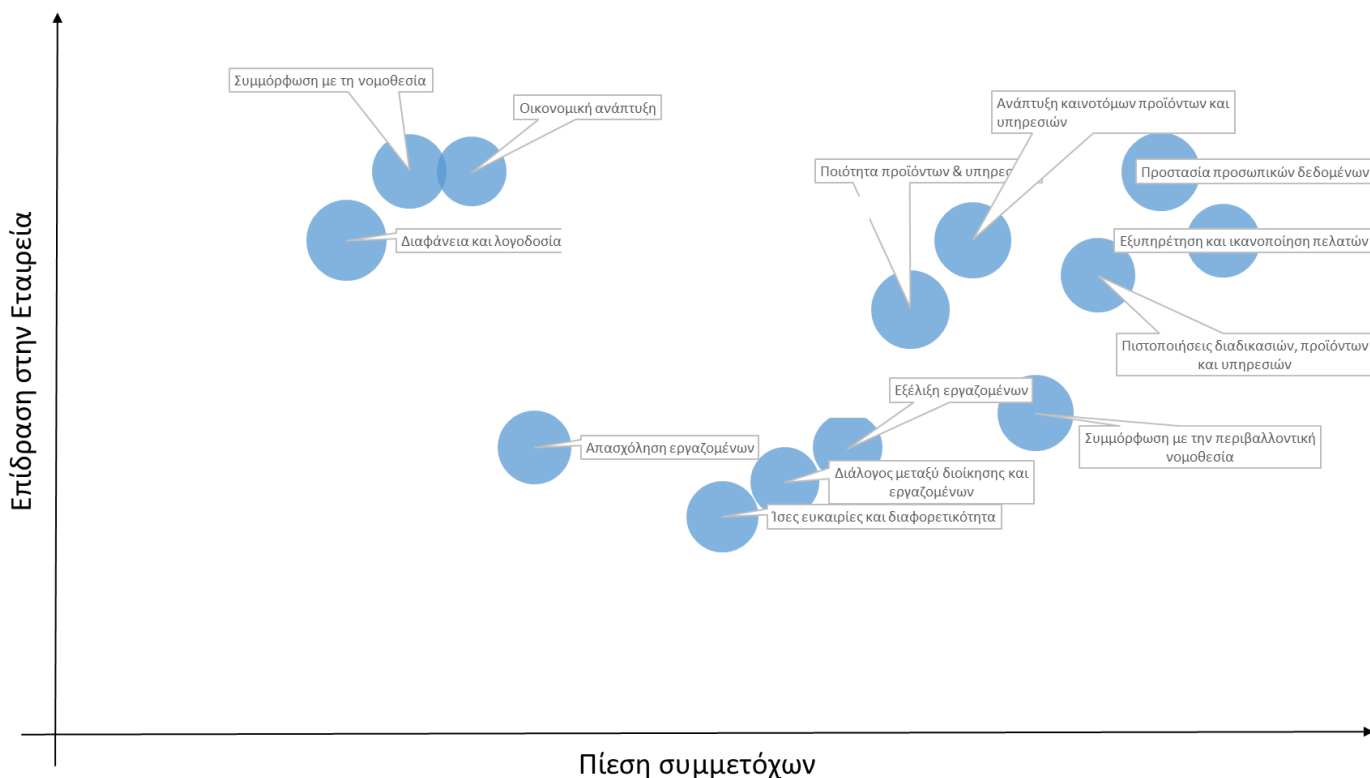 Συμμόρφωση με τη νομοθεσία
Οικονομική ανάπτυξη
Ανάπτυξη καινοτόμων προϊόντων και
υπηρεσιών
Ποιότητα προϊόντων &
Προστασία προσωπικών δεδομένων
Διαφάνεια και λογοδοσία
Εξυπηρέτηση και ικανοποίηση πελατών
Πιστοποιήσεις διαδικασιών, προϊόντων
και υπηρεσιών
Εξέλιξη εργαζομένων
Απασχόληση εργαζομένων
Συμμόρφωση με την περιβαλλοντική
νομοθεσία
Διάλογος μεταξύ διοίκησης και
εργαζομένων
Ίσες ευκαιρίες και διαφορετικότητα
Επίδραση στην Εταιρεία
Πίεση συμμετόχων